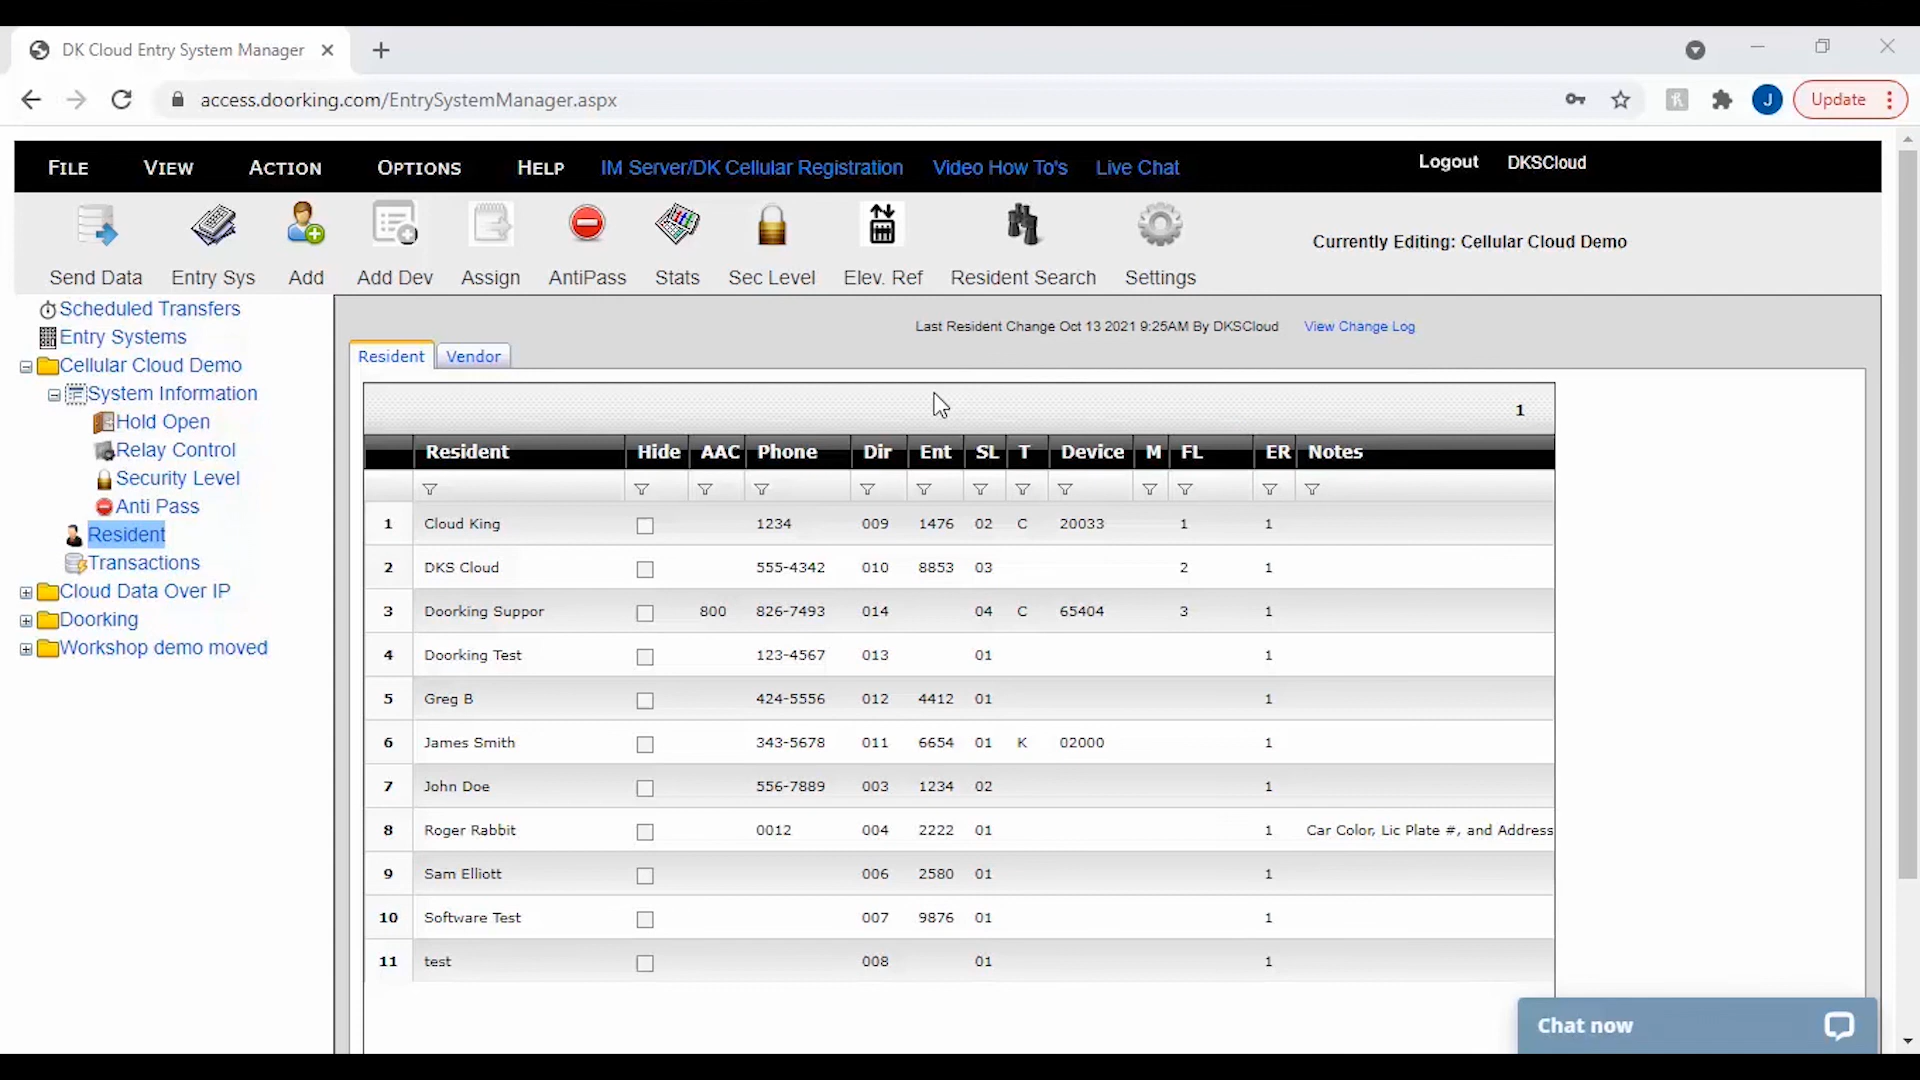 DK Cloud Entry System Manager
access.doorking.com/EntrySystemManager.aspx
J
Update
FILE VIEW ACTION OPTIONS HELP IM Server/DK Cellular Registration Video How To's Live Chat Logout DKSCloud
Send Data Entry Sys Add Add Dev Assign AntiPass Stats Sec Level Elev. Ref Resident Search Settings
Currently Editing: Cellular Cloud Demo
Scheduled Transfers
Entry Systems
Cellular Cloud Demo
System Information
Hold Open
Relay Control
Security Level
Anti Pass
Resident
Transactions
Cloud Data Over IP
Doorking
Workshop demo moved
Last Resident Change Oct 13 2021 9:25AM By DKSCloud View Change Log
Resident Vendor
1
Resident Hide AAC Phone Dir Ent SL T Device M FL ER Notes
1 Cloud King 1234 009 1476 02 C 20033 1 1
2 DKS Cloud 555-4342 010 8853 03 2 1
3 Doorking Suppor 800 826-7493 014 04 C 65404 3 1
4 Doorking Test 123-4567 013 01 1
5 Greg B 424-5556 012 4412 01 1
6 James Smith 343-5678 011 6654 01 K 02000 1
7 John Doe 556-7889 003 1234 02 1
8 Roger Rabbit 0012 004 2222 01 1 Car Color, Lic Plate #, and Address
9 Sam Elliott 006 2580 01 1
10 Software Test 007 9876 01 1
11 test 008 01 1
Chat now